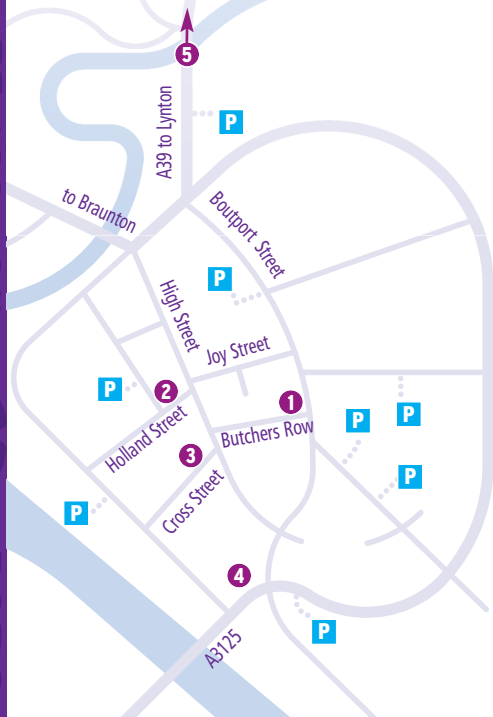 5
A39 to Lynton
P
to Braunton
Boutport Street
P
High Street
Joy Street
P
2
1
P
P
Holland Street
Butchers Row
3
P
Cross Street
P
4
P
A3125